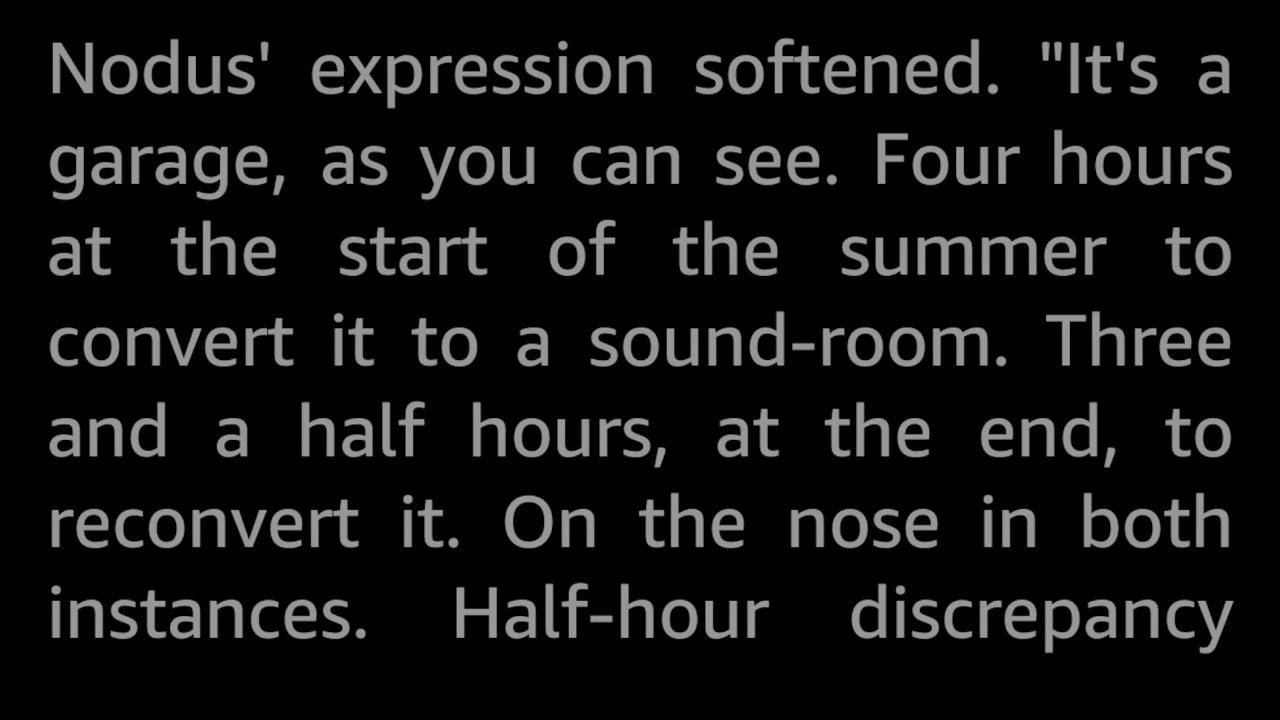 Nodus' expression softened. "It's a
garage, as you can see. Four hours
at the start of the summer to
convert it to a sound-room. Three
and a half hours, at the end, to
reconvert it. On the nose in both
instances. Half-hour discrepancy